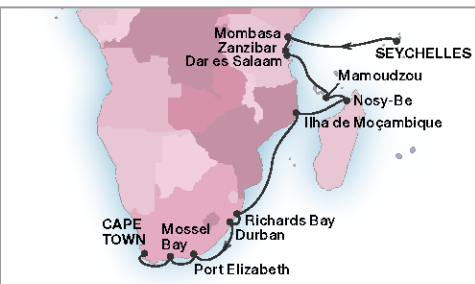 Mombasa
Zanzibar
Dar es Salaam
SEYCHELLES
Mamoudzou
Nosy-Be
Ilha de Moçambique
Richards Bay
Durban
CAPE
TOWN
Mossel
Bay
Port Elizabeth